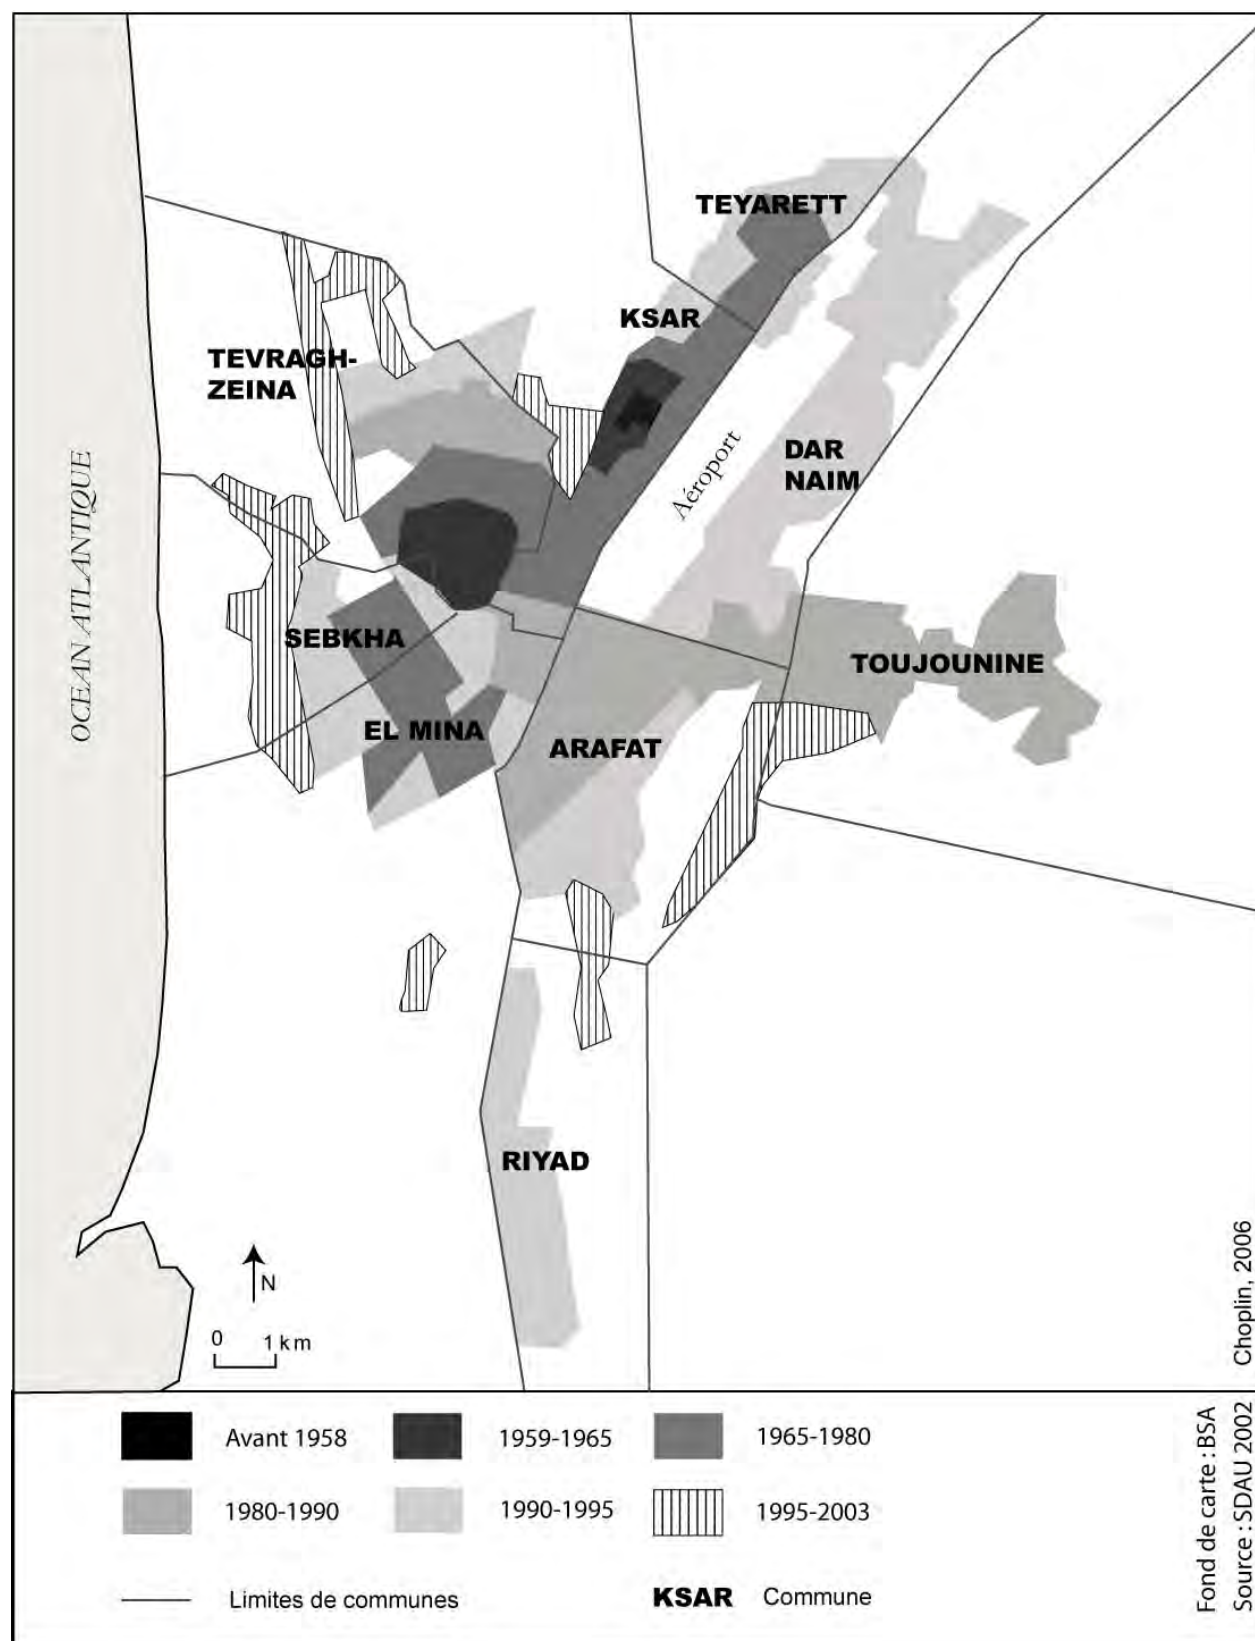 TEYARETT
KSAR
TEVRAGH-
ZEINA
DAR
NAIM
Aéroport
OCEAN ATLANTIQUE
SEBKHA
TOUJOUNINE
EL MINA
ARAFAT
RIYAD
N
0 1 km
Choplin, 2006
Avant 1958
1959-1965
1965-1980
1980-1990
1990-1995
1995-2003
Limites de communes
KSAR Commune
Fond de carte : BSA
Source : SDAU 2002